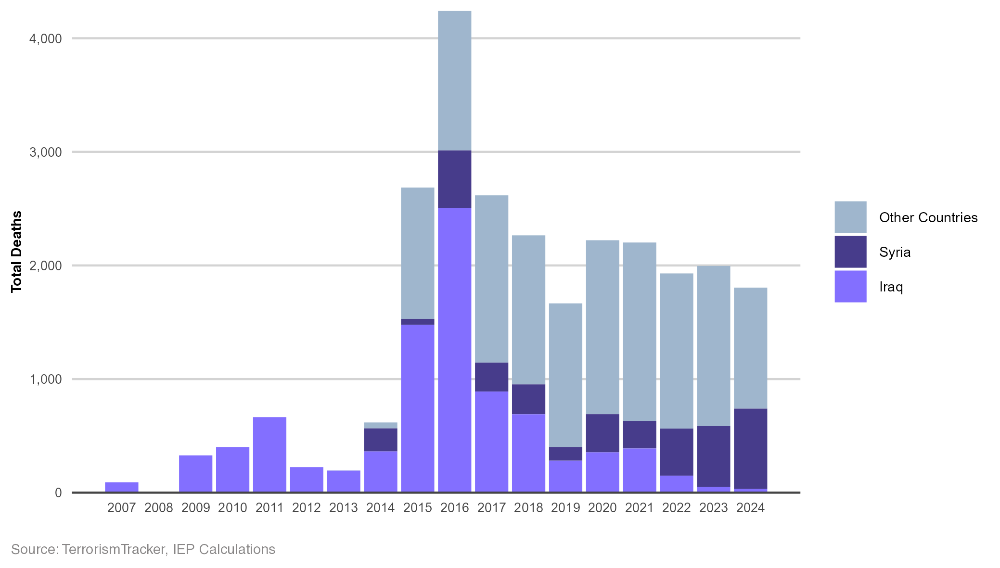 4,000
3,000
2,000
1,000
0
Total Deaths
2007 2008 2009 2010 2011 2012 2013 2014 2015 2016 2017 2018 2019 2020 2021 2022 2023 2024
Other Countries
Syria
Iraq
Source: TerrorismTracker, IEP Calculations